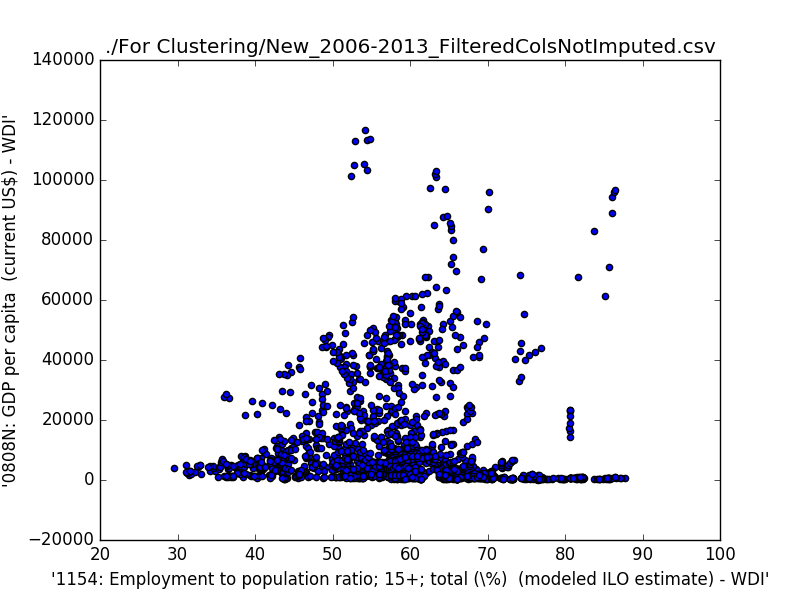 ./For Clustering/New_2006-2013_FilteredColsNotImputed.csv
140000
120000
100000
80000
60000
40000
20000
0
−20000
'0808N: GDP per capita  (current US$) - WDI'
20 30 40 50 60 70 80 90 100
'1154: Employment to population ratio; 15+; total (\%)  (modeled ILO estimate) - WDI'